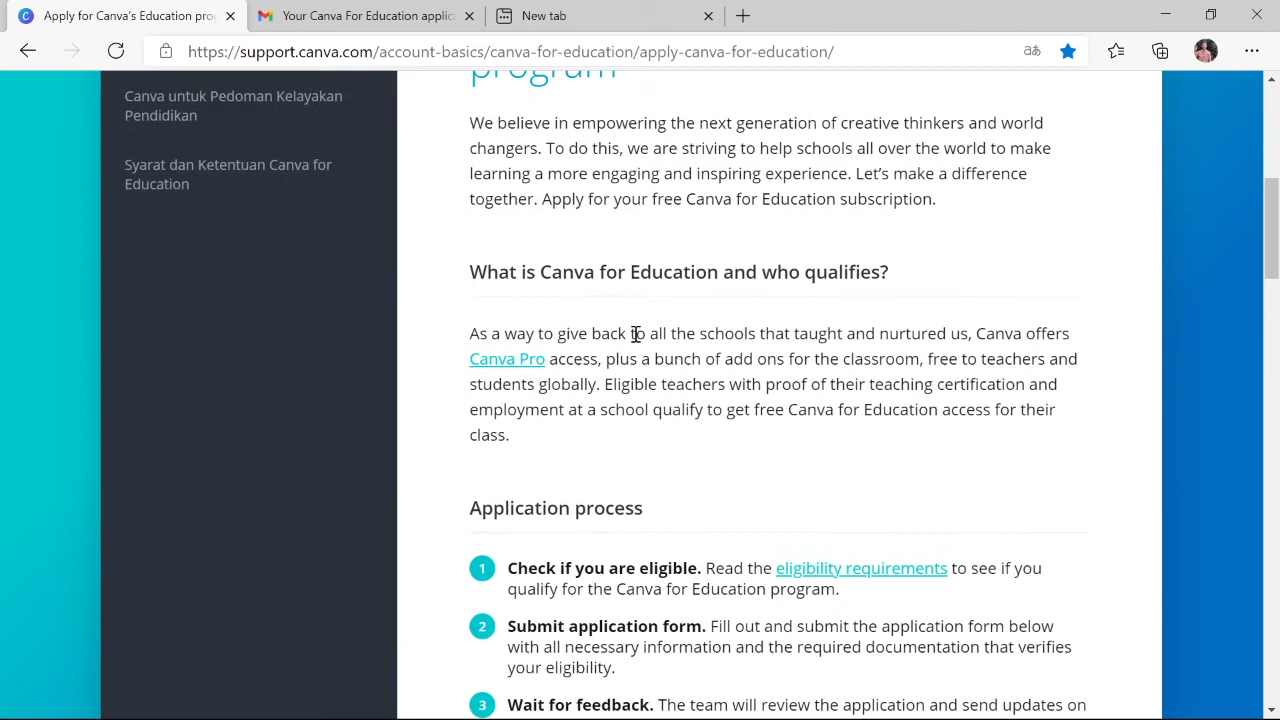 Apply for Canva's Education pro
Your Canva For Education applic
New tab
https://support.canva.com/account-basics/canva-for-education/apply-canva-for-education/
program
Canva untuk Pedoman Kelayakan
Pendidikan
Syarat dan Ketentuan Canva for
Education
We believe in empowering the next generation of creative thinkers and world
changers. To do this, we are striving to help schools all over the world to make
learning a more engaging and inspiring experience. Let's make a difference
together. Apply for your free Canva for Education subscription.
What is Canva for Education and who qualifies?
As a way to give back to all the schools that taught and nurtured us, Canva offers
Canva Pro access, plus a bunch of add ons for the classroom, free to teachers and
students globally. Eligible teachers with proof of their teaching certification and
employment at a school qualify to get free Canva for Education access for their
class.
Application process
1 Check if you are eligible. Read the eligibility requirements to see if you
qualify for the Canva for Education program.
2 Submit application form. Fill out and submit the application form below
with all necessary information and the required documentation that verifies
your eligibility.
3 Wait for feedback. The team will review the application and send updates on